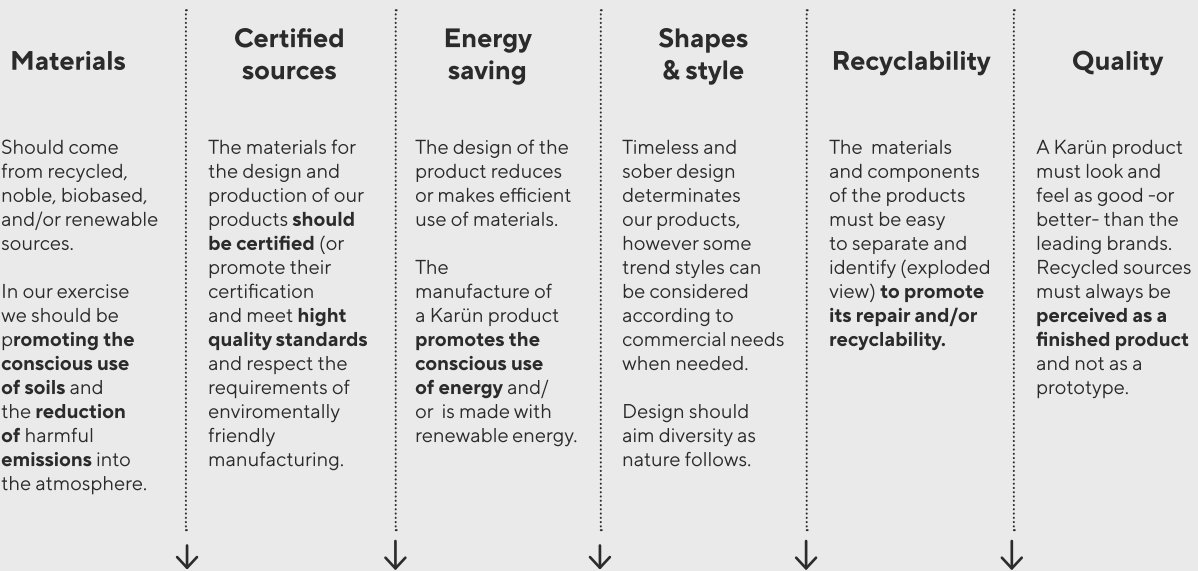 Materials
Should come
from recycled,
noble, biobased,
and/or renewable
sources.
In our exercise
we should be
promoting the
conscious use
of soils and
the reduction
of harmful
emissions into
the atmosphere.
Certified
sources
The materials for
the design and
production of our
products should
be certified (or
promote their
certification
and meet hight
quality standards
and respect the
requirements of
enviromentally
friendly
manufacturing.
Energy
saving
The design of the
product reduces
or makes efficient
use of materials.
The
manufacture of
a Karün product
promotes the
conscious use
of energy and/
or is made with
renewable energy.
Shapes
& style
Timeless and
sober design
determinates
our products,
however some
trend styles can
be considered
according to
commercial needs
when needed.
Design should
aim diversity as
nature follows.
Recyclability
The materials
and components
of the products
must be easy
to separate and
identify (exploded
view) to promote
its repair and/or
recyclability.
Quality
A Karün product
must look and
feel as good -or
better- than the
leading brands.
Recycled sources
must always be
perceived as a
finished product
and not as a
prototype.